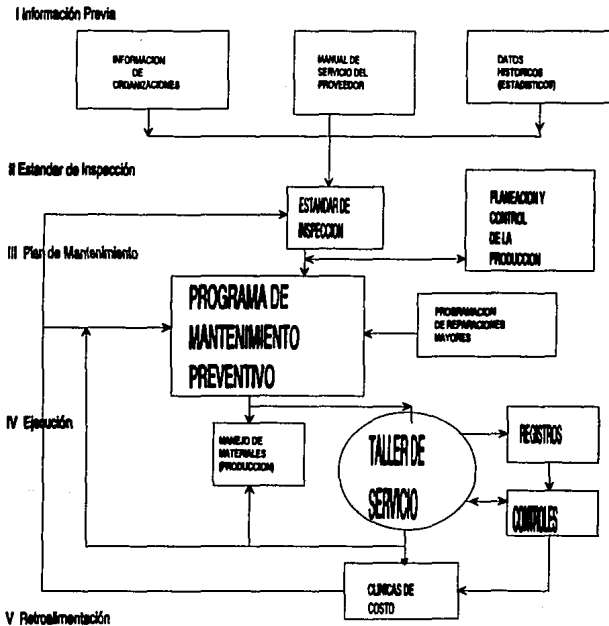 I Información Previa
INFORMACION
DE
ORGANIZACIONES
MANUAL DE
SERVICIO DEL
PROVEEDOR
DATOS
HISTORICOS
(ESTADISTICOS)
II Estandar de Inspección
ESTANDAR DE
INSPECCION
PLANEACION Y
CONTROL
DE LA
PRODUCCION
III Plan de Mantenimiento
PROGRAMA DE
MANTENIMIENTO
PREVENTIVO
PROGRAMACION
DE REPARACIONES
MAYORES
IV Ejecución
MANEJO DE
MATERIALES
(PRODUCCION)
TALLER DE
SERVICIO
REGISTROS
CONTROLES
CLINICAS DE
COSTO
V Retroalimentación